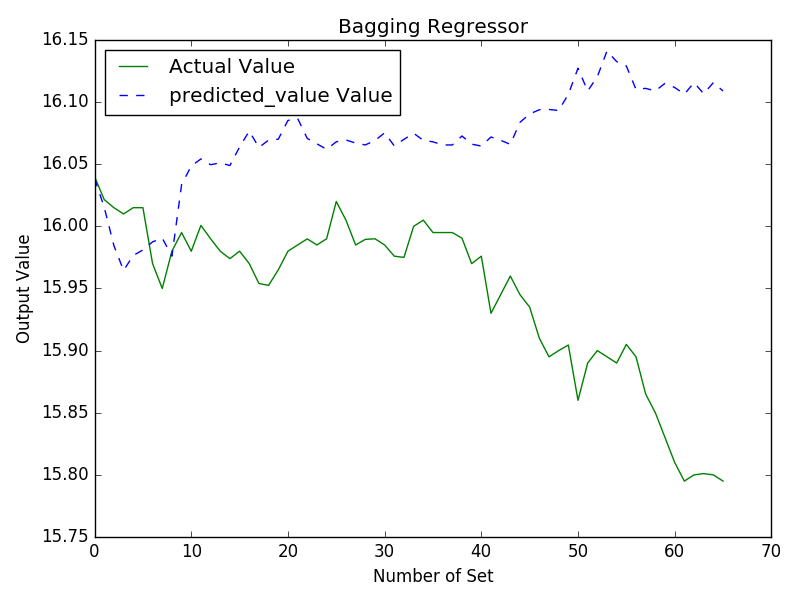 Bagging Regressor
Actual Value
predicted_value Value
16.15
16.10
16.05
16.00
15.95
15.90
15.85
15.80
15.75
Output Value
0 10 20 30 40 50 60 70
Number of Set